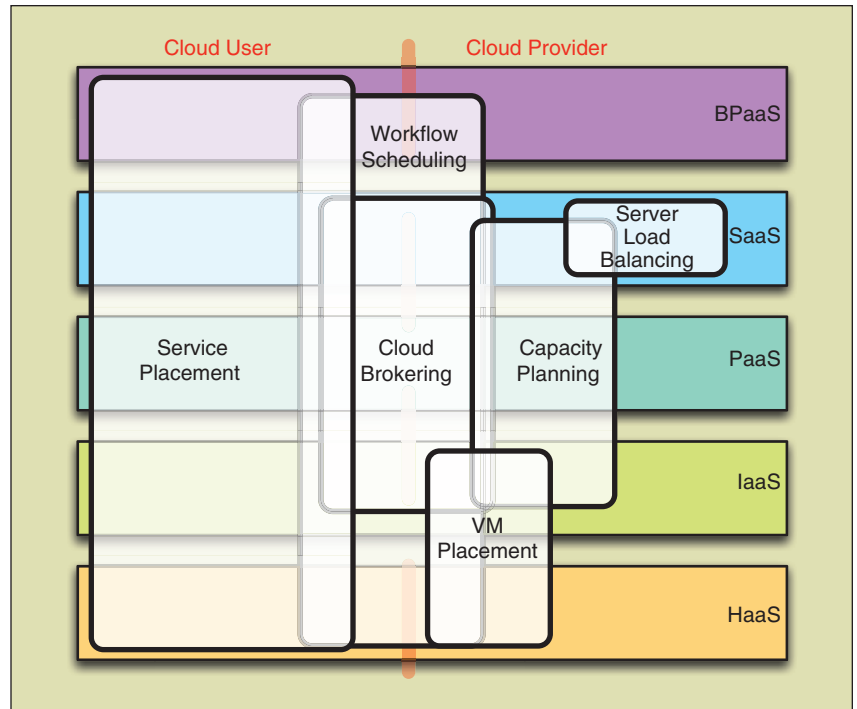 Cloud User
Cloud Provider
BPaaS
Workflow
Scheduling
Server
Load
Balancing
SaaS
Service
Placement
Cloud
Brokering
Capacity
Planning
PaaS
IaaS
VM
Placement
HaaS